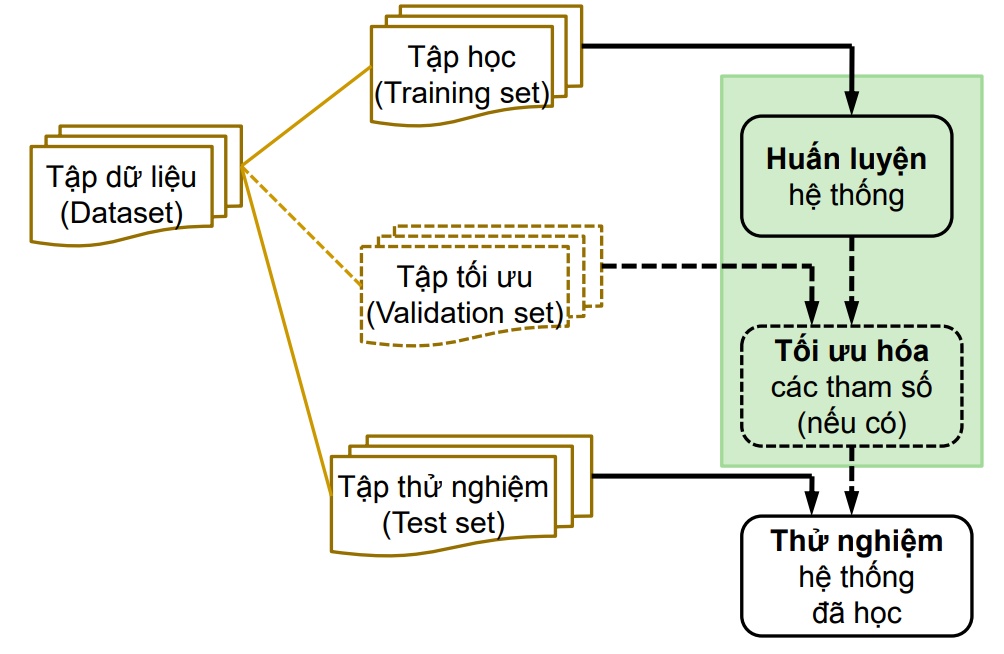 Tập học
(Training set)
Tập dữ liệu
(Dataset)
Huấn luyện
hệ thống
Tập tối ưu
(Validation set)
Tối ưu hóa
các tham số
(nếu có)
Tập thử nghiệm
(Test set)
Thử nghiệm
hệ thống
đã học